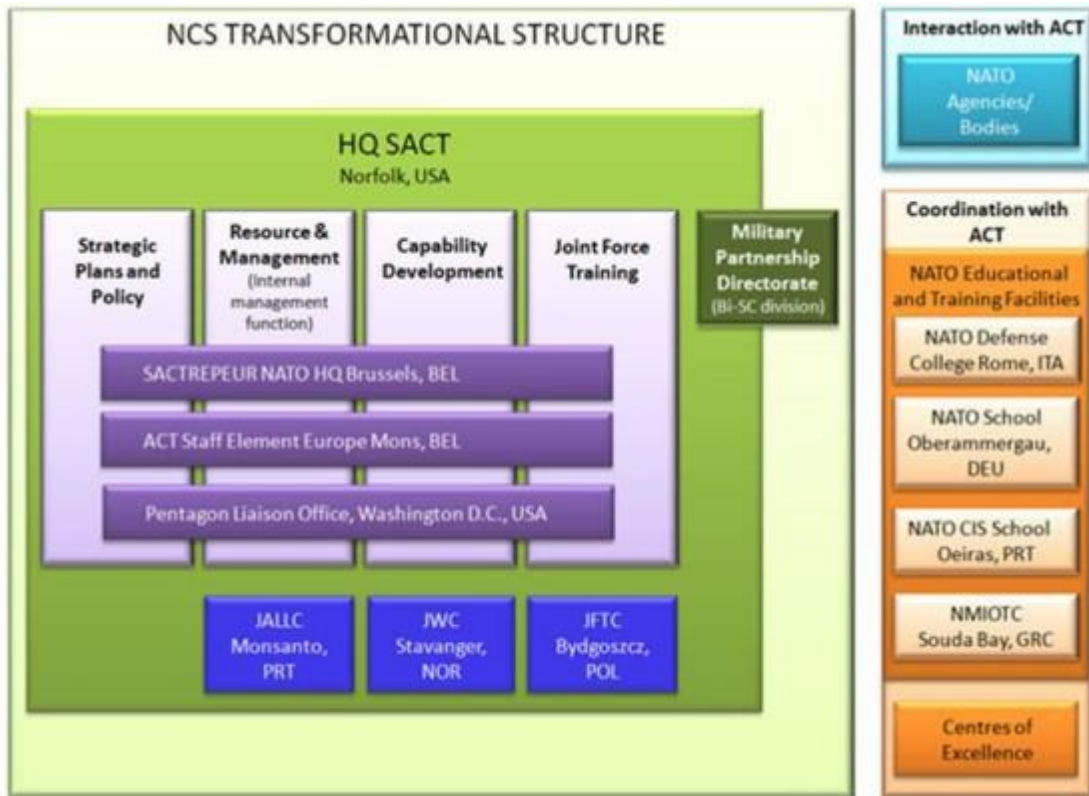 NCS TRANSFORMATIONAL STRUCTURE
HQ SACT
Norfolk, USA
Strategic
Plans and
Policy
Resource &
Management
(Internal
management
function)
Capability
Development
Joint Force
Training
Military
Partnership
Directorate
(Bi-SC division)
SACTREPEUR NATO HQ Brussels, BEL
ACT Staff Element Europe Mons, BEL
Pentagon Liaison Office, Washington D.C., USA
JALLC
Monsanto,
PRT
JWC
Stavanger,
NOR
JFTC
Bydgoszcz,
POL
Interaction with ACT
NATO
Agencies/
Bodies
Coordination with
ACT
NATO Educational
and Training Facilities
NATO Defense
College Rome, ITA
NATO School
Oberammergau,
DEU
NATO CIS School
Oeiras, PRT
NMIOTC
Souda Bay, GRC
Centres of
Excellence